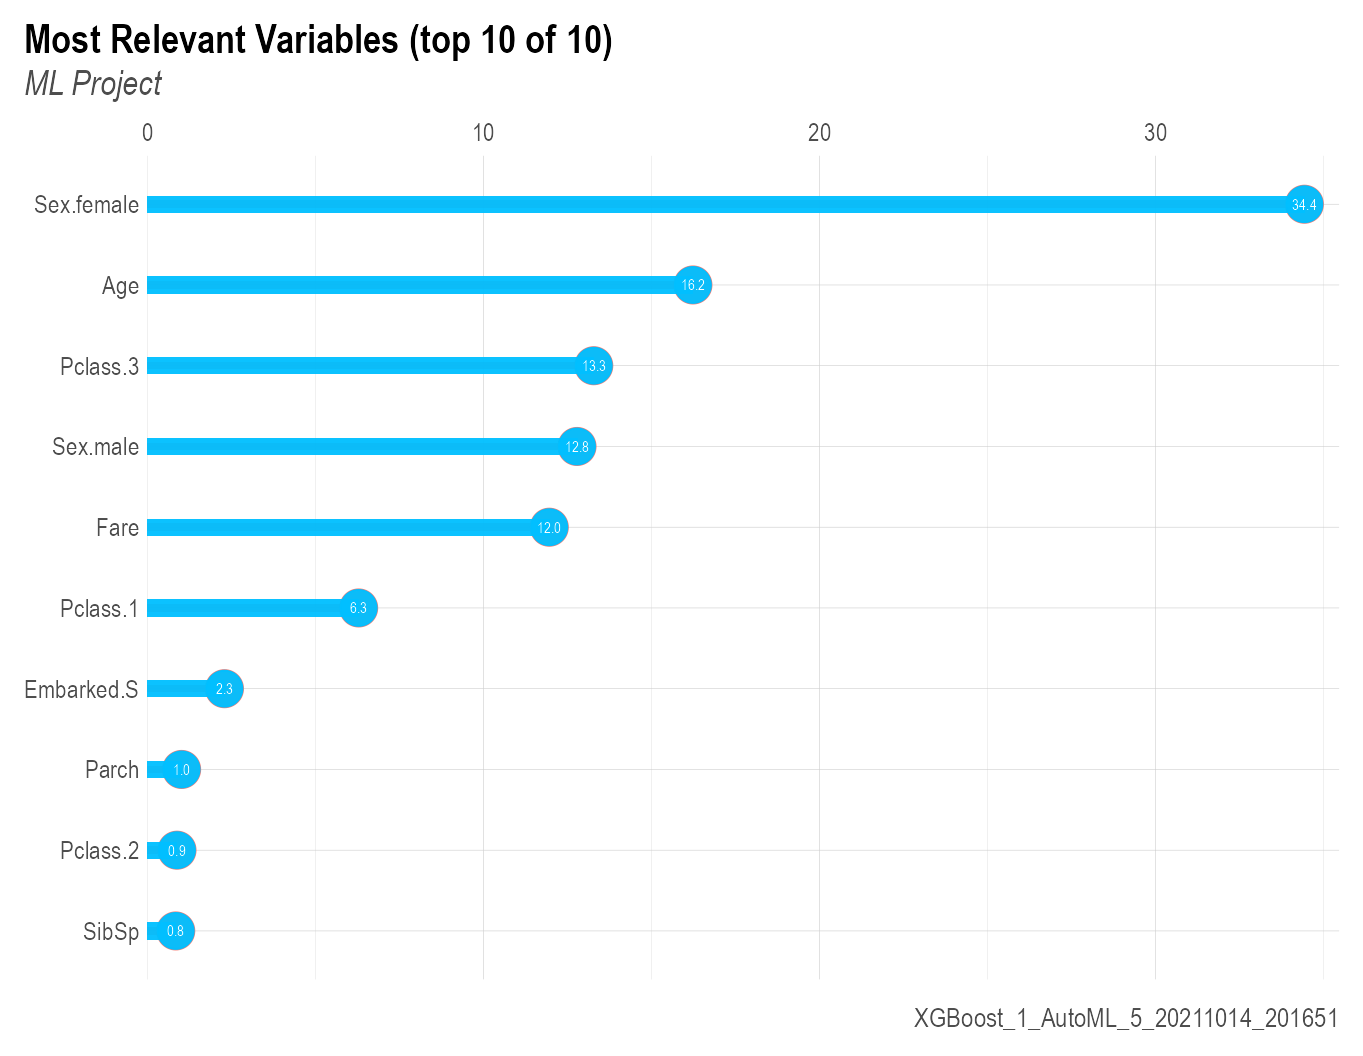 Most Relevant Variables (top 10 of 10)
ML Project
0 10 20 30
Sex.female 34.4
Age 16.2
Pclass.3 13.3
Sex.male 12.8
Fare 12.0
Pclass.1 6.3
Embarked.S 2.3
Parch 1.0
Pclass.2 0.9
SibSp 0.8
XGBoost_1_AutoML_5_20211014_201651